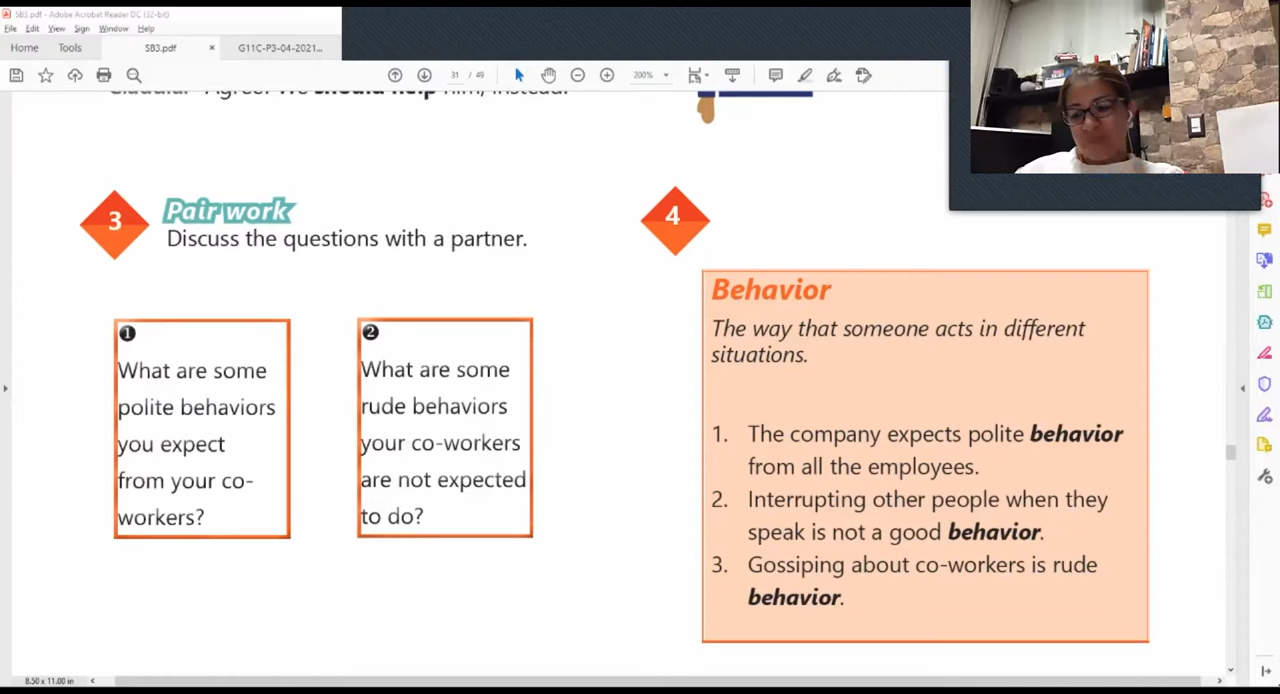 SB3.pdf - Adobe Acrobat Reader DC (32-bit)
File Edit View Sign Window Help
Home Tools SB3.pdf × G11C-P3-04-2021...
31 / 49 200%
Agree! We should help him, instead.
3
Pair work
Discuss the questions with a partner.
❶
What are some
polite behaviors
you expect
from your co-
workers?
❷
What are some
rude behaviors
your co-workers
are not expected
to do?
4
Behavior
The way that someone acts in different
situations.
1. The company expects polite behavior
from all the employees.
2. Interrupting other people when they
speak is not a good behavior.
3. Gossiping about co-workers is rude
behavior.
8.50 x 11.00 in